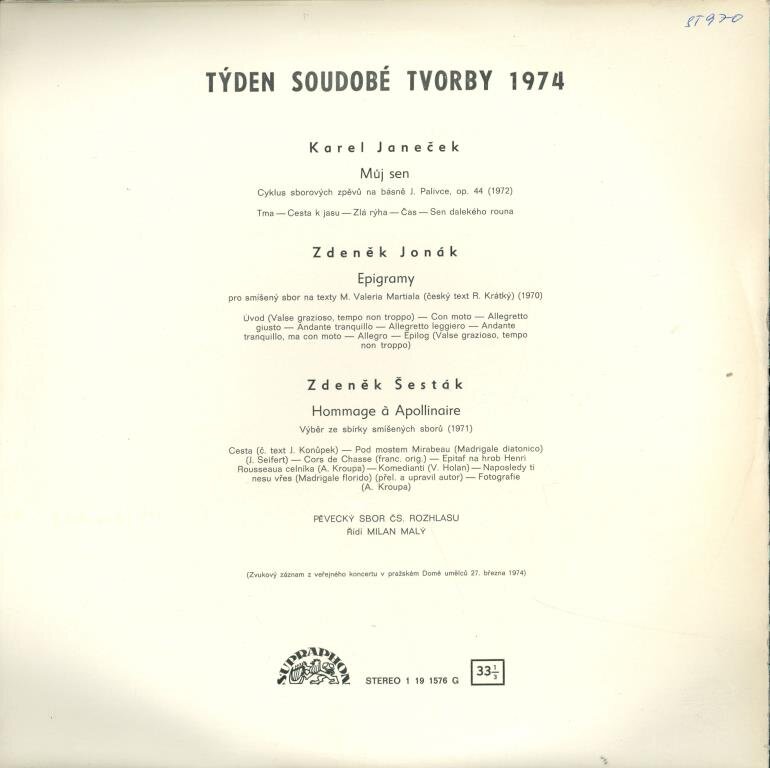 ST 970
TÝDEN SOUDOBÉ TVORBY 1974
Karel Janeček
Můj sen
Cyklus sborových zpěvů na básně J. Palivce, op. 44 (1972)
Tma — Cesta k jasu — Zlá rýha — Čas — Sen dalekého rouna
Zdeněk Jonák
Epigramy
pro smíšený sbor na texty M. Valeria Martiala (český text R. Krátký) (1970)
Úvod (Valse grazioso, tempo non troppo) — Con moto — Allegretto
giusto — Andante tranquillo — Allegretto leggiero — Andante
tranquillo, ma con moto — Allegro — Epilog (Valse grazioso, tempo
non troppo)
Zdeněk Šesták
Hommage à Apollinaire
Výběr ze sbírky smíšených sborů (1971)
Cesta (č. text J. Konůpek) — Pod mostem Mirabeau (Madrigale diatonico)
(J. Seifert) — Cors de Chasse (franc. orig.) — Epitaf na hrob Henri
Rousseaua celníka (A. Kroupa) — Komedianti (V. Holan) — Naposledy ti
nesu vřes (Madrigale florido) (přel. a upravil autor) — Fotografie
(A. Kroupa)
PĚVECKÝ SBOR ČS. ROZHLASU
Řídí MILAN MALÝ
(Zvukový záznam z veřejného koncertu v pražském Domě umělců 27. března 1974)
SUPRAPHON
STEREO 1 19 1576 G 33 1/3